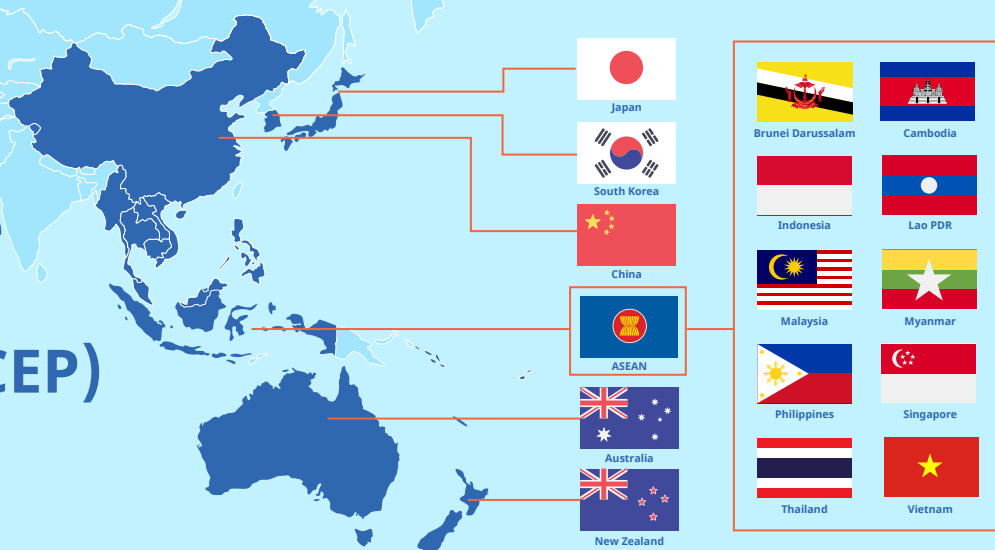 CEP)
Japan
South Korea
China
ASEAN
Australia
New Zealand
Brunei Darussalam
Cambodia
Indonesia
Lao PDR
Malaysia
Myanmar
Philippines
Singapore
Thailand
Vietnam